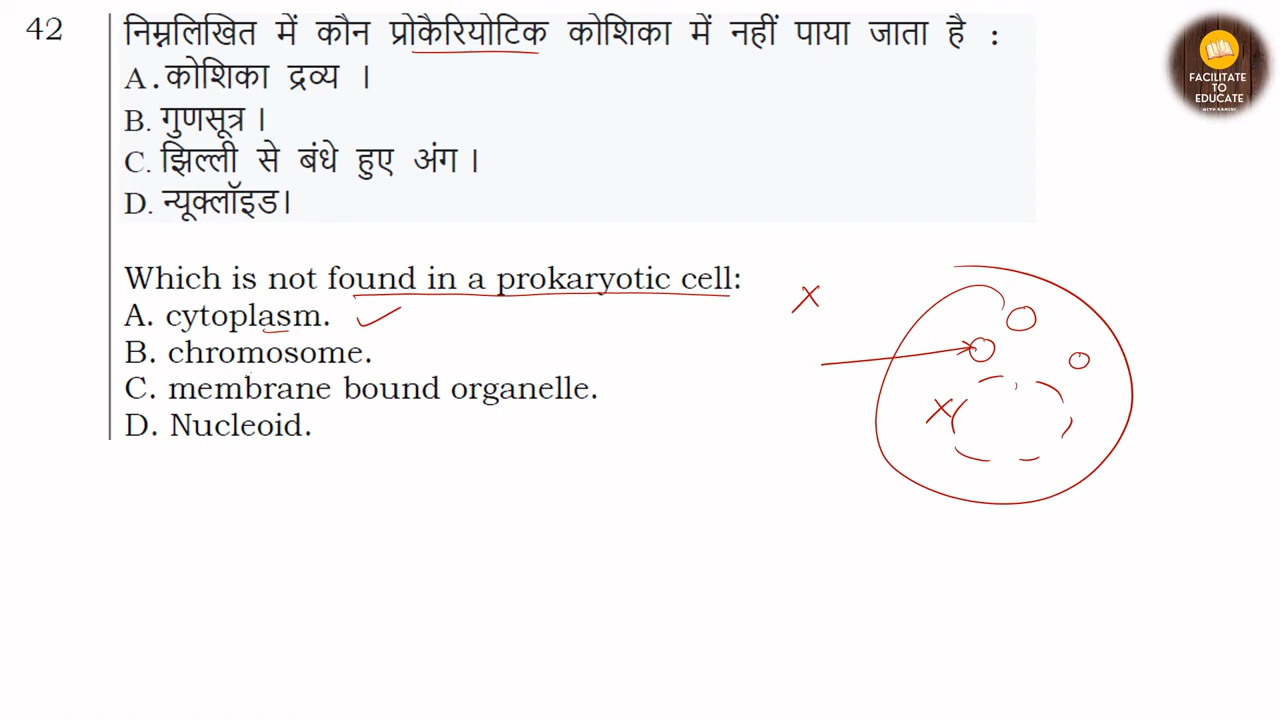 42
निम्नलिखित में कौन प्रोकैरियोटिक कोशिका में नहीं पाया जाता है :
A. कोशिका द्रव्य ।
B. गुणसूत्र ।
C. झिल्ली से बंधे हुए अंग ।
D. न्यूक्लॉइड।
Which is not found in a prokaryotic cell:
A. cytoplasm.
B. chromosome.
C. membrane bound organelle.
D. Nucleoid.
FACILITATE
TO
EDUCATE